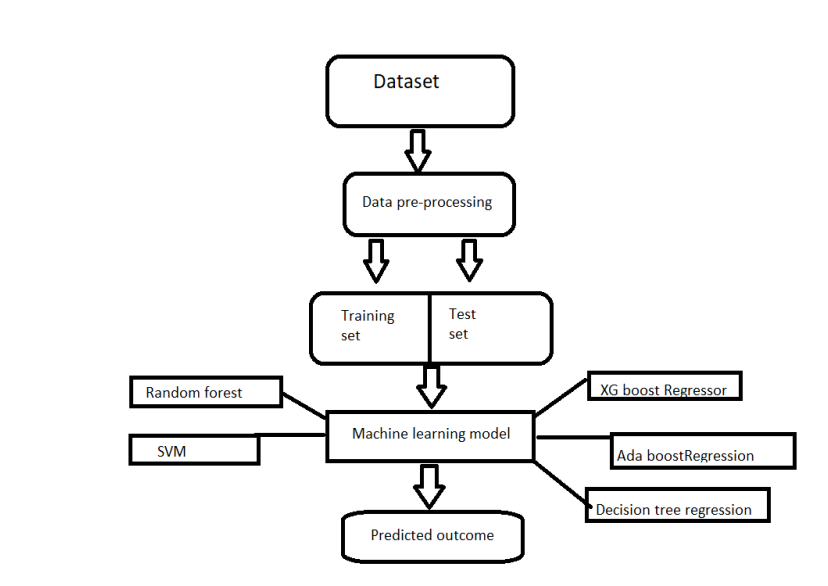 Dataset
Data pre-processing
Training
set
Test
set
Random forest
XG boost Regressor
Machine learning model
SVM
Ada boostRegression
Decision tree regression
Predicted outcome